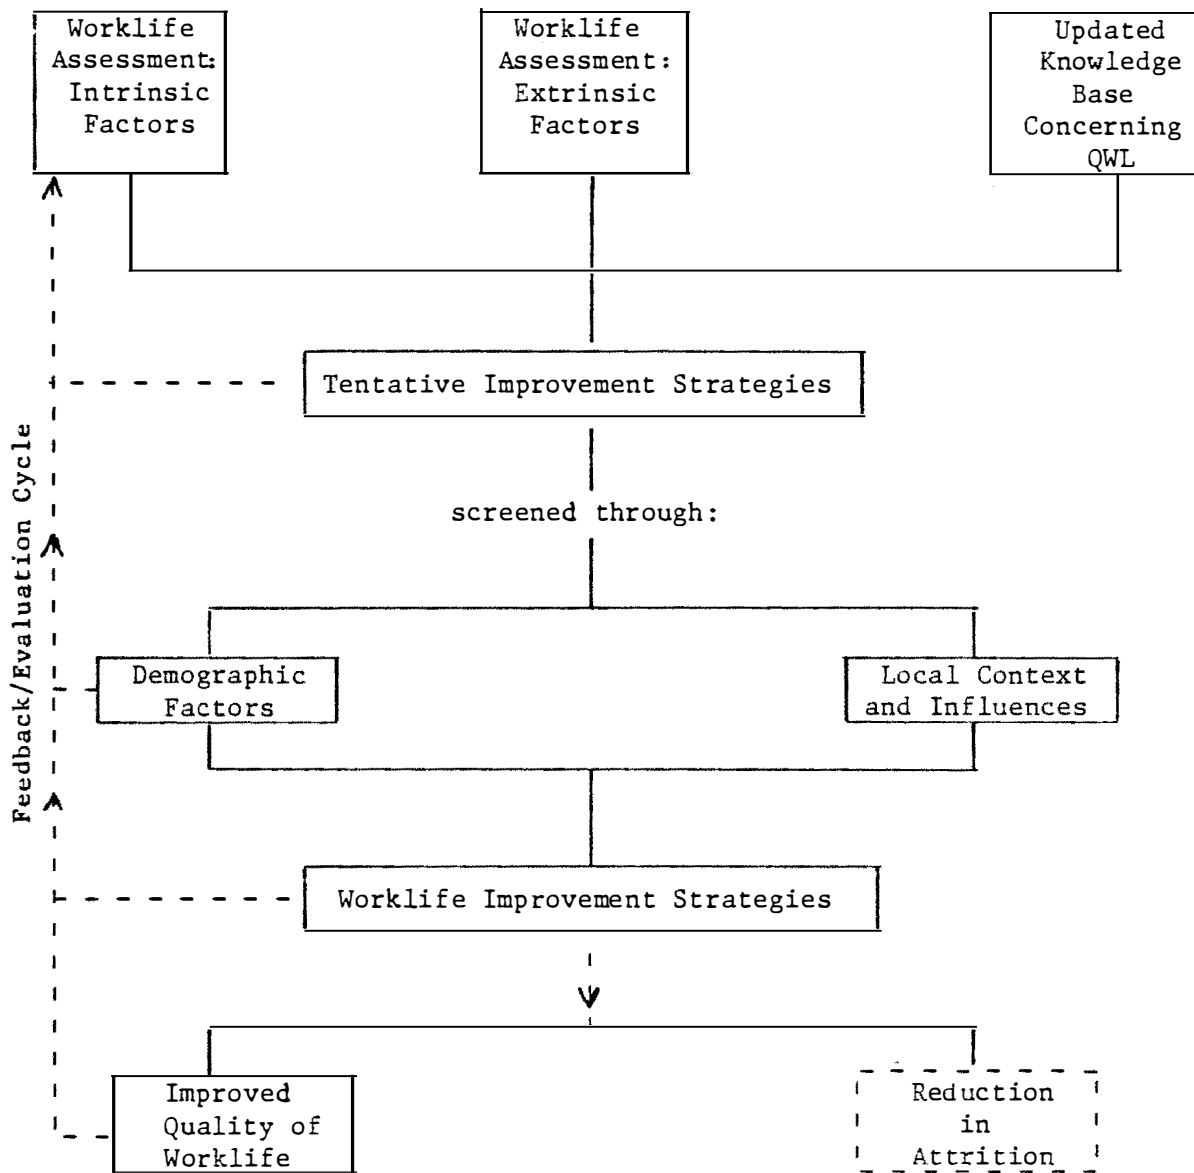 Worklife
Assessment:
Intrinsic
Factors
Worklife
Assessment:
Extrinsic
Factors
Updated
Knowledge
Base
Concerning
QWL
Tentative Improvement Strategies
screened through:
Feedback/Evaluation Cycle
Demographic
Factors
Local Context
and Influences
Worklife Improvement Strategies
Improved
Quality of
Worklife
Reduction
in
Attrition